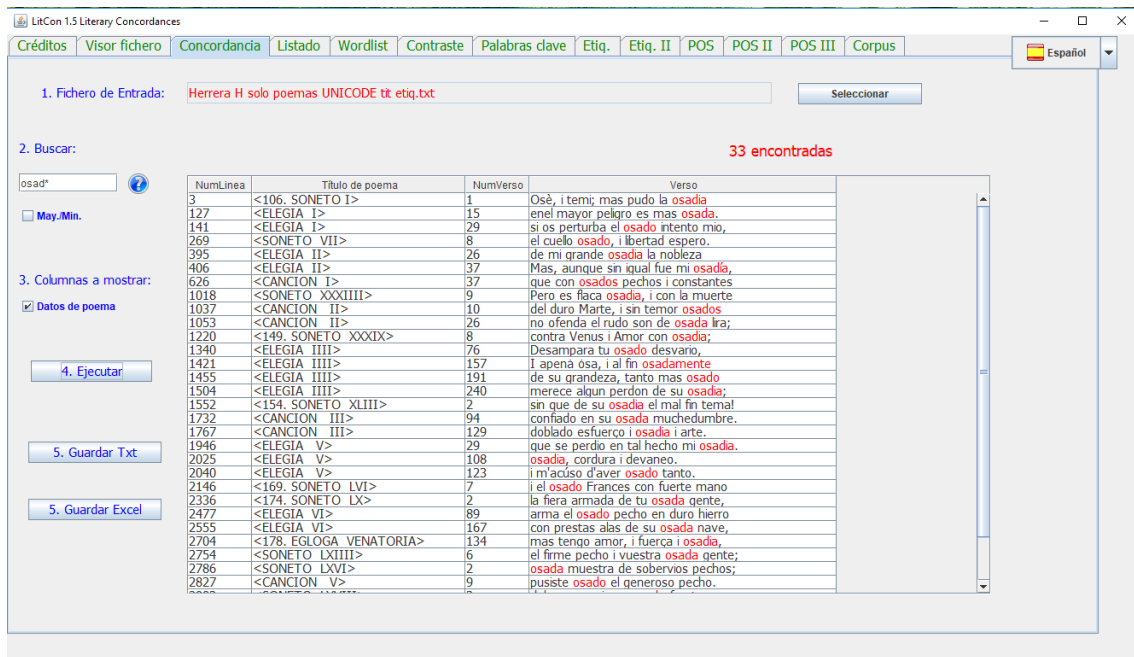 LitCon 1.5 Literary Concordances
Créditos Visor fichero Concordancia Listado Wordlist Contraste Palabras clave Etiq. Etiq. II POS POS II POS III Corpus Español
1. Fichero de Entrada: Herrera H solo poemas UNICODE tit etiq.txt Seleccionar
2. Buscar:
33 encontradas
osad*
May./Min.
3. Columnas a mostrar:
Datos de poema
4. Ejecutar
5. Guardar Txt
5. Guardar Excel
NumLinea Título de poema NumVerso Verso
3 <106. SONETO I> 1 Osè, i temi; mas pudo la osadia
127 <ELEGIA I> 15 enel mayor peligro es mas osada.
141 <ELEGIA I> 29 si os perturba el osado intento mio,
269 <SONETO VII> 8 el cuello osado, i libertad espero.
395 <ELEGIA II> 26 de mi grande osadia la nobleza
406 <ELEGIA II> 37 Mas, aunque sin igual fue mi osadía,
626 <CANCION I> 37 que con osados pechos i constantes
1018 <SONETO XXXIIII> 9 Pero es flaca osadia, i con la muerte
1037 <CANCION II> 10 del duro Marte, i sin temor osados
1053 <CANCION II> 26 no ofenda el rudo son de osada lira;
1220 <149. SONETO XXXIX> 8 contra Venus i Amor con osadia;
1340 <ELEGIA IIII> 76 Desampara tu osado desvario,
1421 <ELEGIA IIII> 157 I apenà ósa, i al fin osadamente
1455 <ELEGIA IIII> 191 de su grandeza, tanto mas osado
1504 <ELEGIA IIII> 240 merece algun perdon de su osadia;
1552 <154. SONETO XLIII> 2 sin que de su osadia el mal fin tema!
1732 <CANCION III> 94 confiado en su osada muchedumbre.
1767 <CANCION III> 129 doblado esfuerço i osadia i arte.
1946 <ELEGIA V> 29 que se perdio en tal hecho mi osadia.
2025 <ELEGIA V> 108 osadia, cordura i devaneo.
2040 <ELEGIA V> 123 i m'acúso d'aver osado tanto.
2146 <169. SONETO LVI> 7 i el osado Frances con fuerte mano
2336 <174. SONETO LX> 2 la fiera armada de tu osada gente,
2477 <ELEGIA VI> 89 arma el osado pecho en duro hierro
2555 <ELEGIA VI> 167 con prestas alas de su osada nave,
2704 <178. EGLOGA VENATORIA> 134 mas tengo amor, i fuerça i osadia,
2754 <SONETO LXIIII> 6 el firme pecho i vuestra osada gente;
2786 <SONETO LXVI> 2 osada muestra de sobervios pechos;
2827 <CANCION V> 9 pusiste osado el generoso pecho.